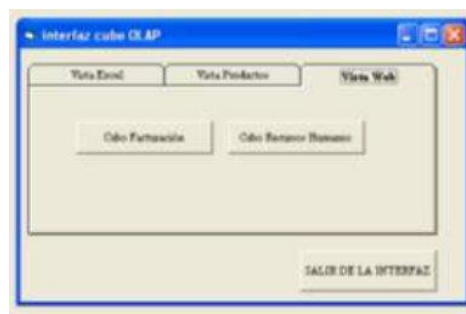 Interfaz cubo OLAP
Vista Excel Vista Productos Vista Web
Cubo Facturación Cubo Recursos Humanos
SALIR DE LA INTERFAZ